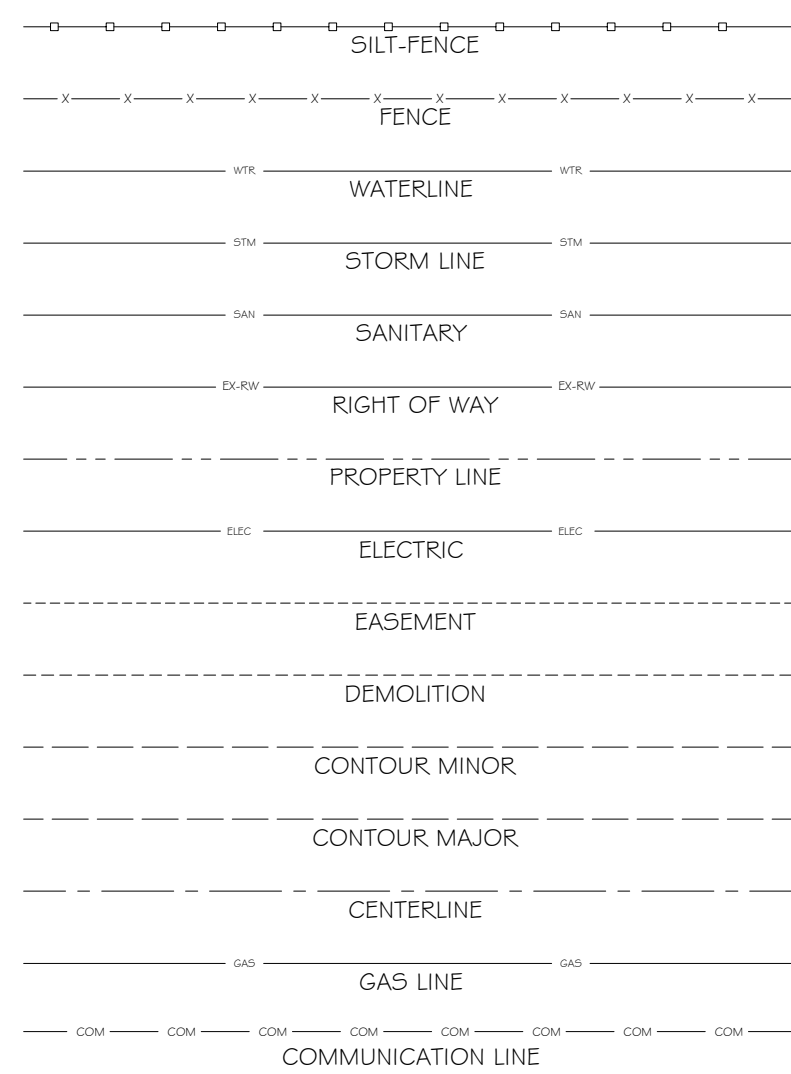 SILT-FENCE
X X X X X X X X X X X X
FENCE
WTR WTR
WATERLINE
STM STM
STORM LINE
SAN SAN
SANITARY
EX-RW EX-RW
RIGHT OF WAY
PROPERTY LINE
ELEC ELEC
ELECTRIC
EASEMENT
DEMOLITION
CONTOUR MINOR
CONTOUR MAJOR
CENTERLINE
GAS GAS
GAS LINE
COM COM COM COM COM COM COM COM
COMMUNICATION LINE